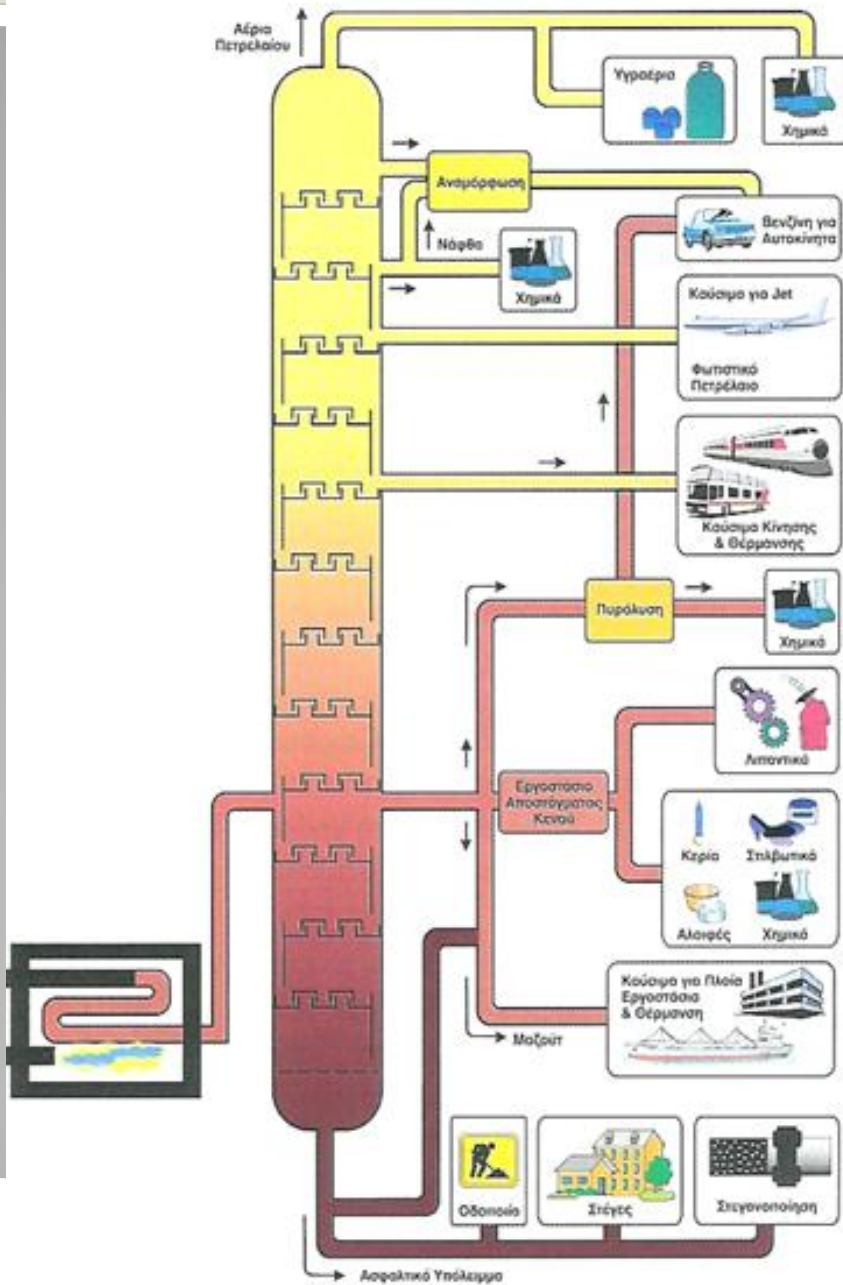 Αέρια
Πετρελαίου
Υγραέριο
Χημικά
Αναμόρφωση
Βενζίνη για
Αυτοκίνητα
Νάφθα
Χημικά
Καύσιμο για Jet
Φωτιστικό
Πετρέλαιο
Καύσιμα Κίνησης
& Θέρμανσης
Πυρόλυση
Χημικά
Λιπαντικά
Εργοστάσιο
Αποστάγματος
Κενού
Κεριά
Στιλβωτικά
Αλοιφές
Χημικά
Καύσιμα για Πλοία
Εργοστάσια
& Θέρμανση
Μαζούτ
Οδοποιία
Στέγες
Στεγανοποίηση
Ασφαλτικό Υπόλειμμα